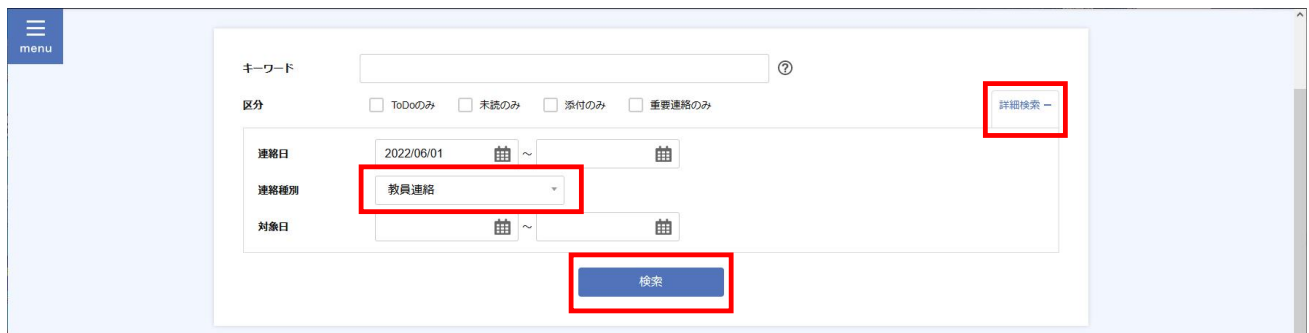 menu
キーワード
区分 ToDoのみ 未読のみ 添付のみ 重要連絡のみ 詳細検索 −
連絡日 2022/06/01 ～
連絡種別 教員連絡
対象日 ～
検索